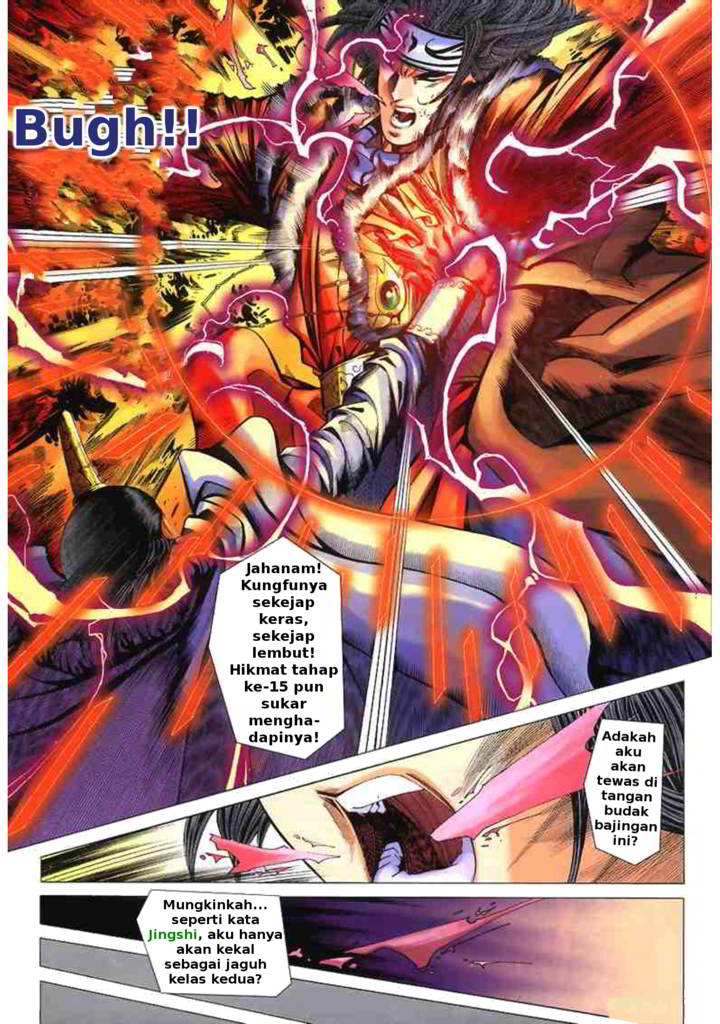 Bugh!!
Jahanam!
Kungfunya
sekejap
keras,
sekejap
lembut!
Hikmat tahap
ke-15 pun
sukar
mengha-
dapinya!
Adakah
aku
akan
tewas di
tangan
budak
bajingan
ini?
Mungkinkah...
seperti kata
Jingshi, aku hanya
akan kekal
sebagai jaguh
kelas kedua?